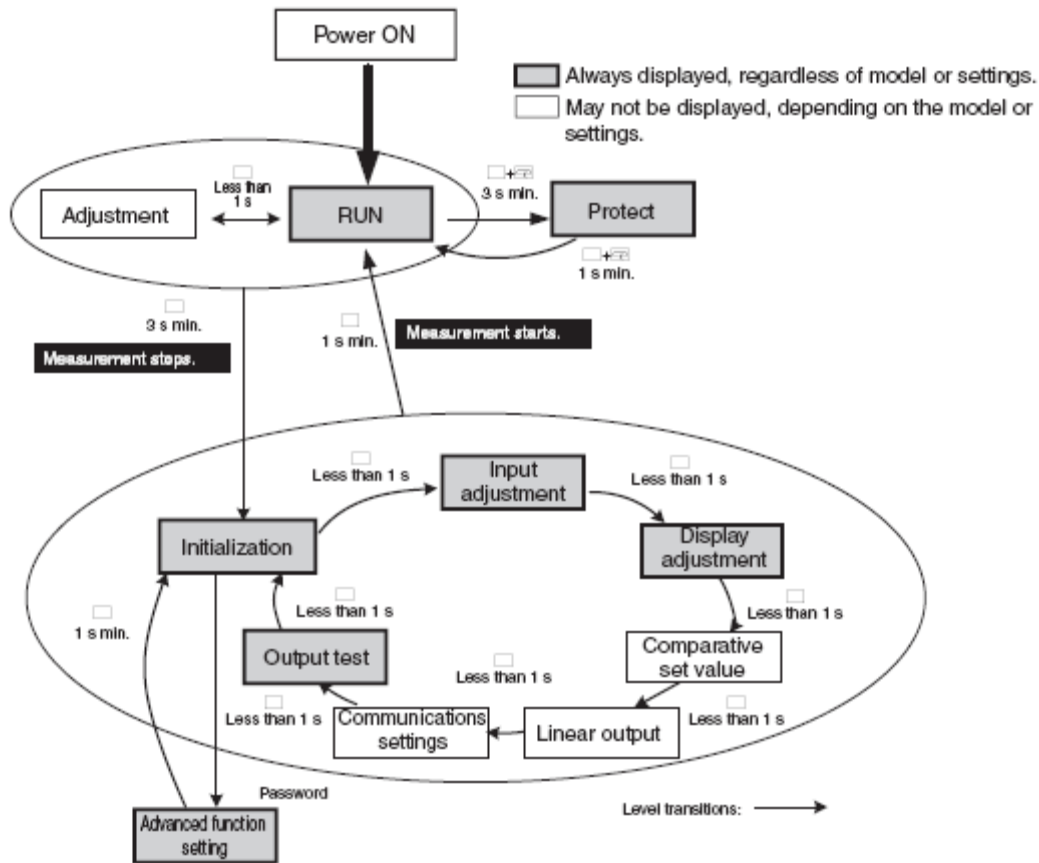 Power ON
Always displayed, regardless of model or settings.
May not be displayed, depending on the model or
settings.
Less than
1 s
+
3 s min.
Adjustment
RUN
Protect
+
1 s min.
3 s min.
1 s min.
Measurement starts.
Measurement stops.
Less than 1 s
Input
adjustment
Less than 1 s
Initialization
Display
adjustment
Less than 1 s
Less than 1 s
1 s min.
Output test
Comparative
set value
Less than 1 s
Less than 1 s
Communications
settings
Linear output
Less than 1 s
Password
Level transitions:
Advanced function
setting